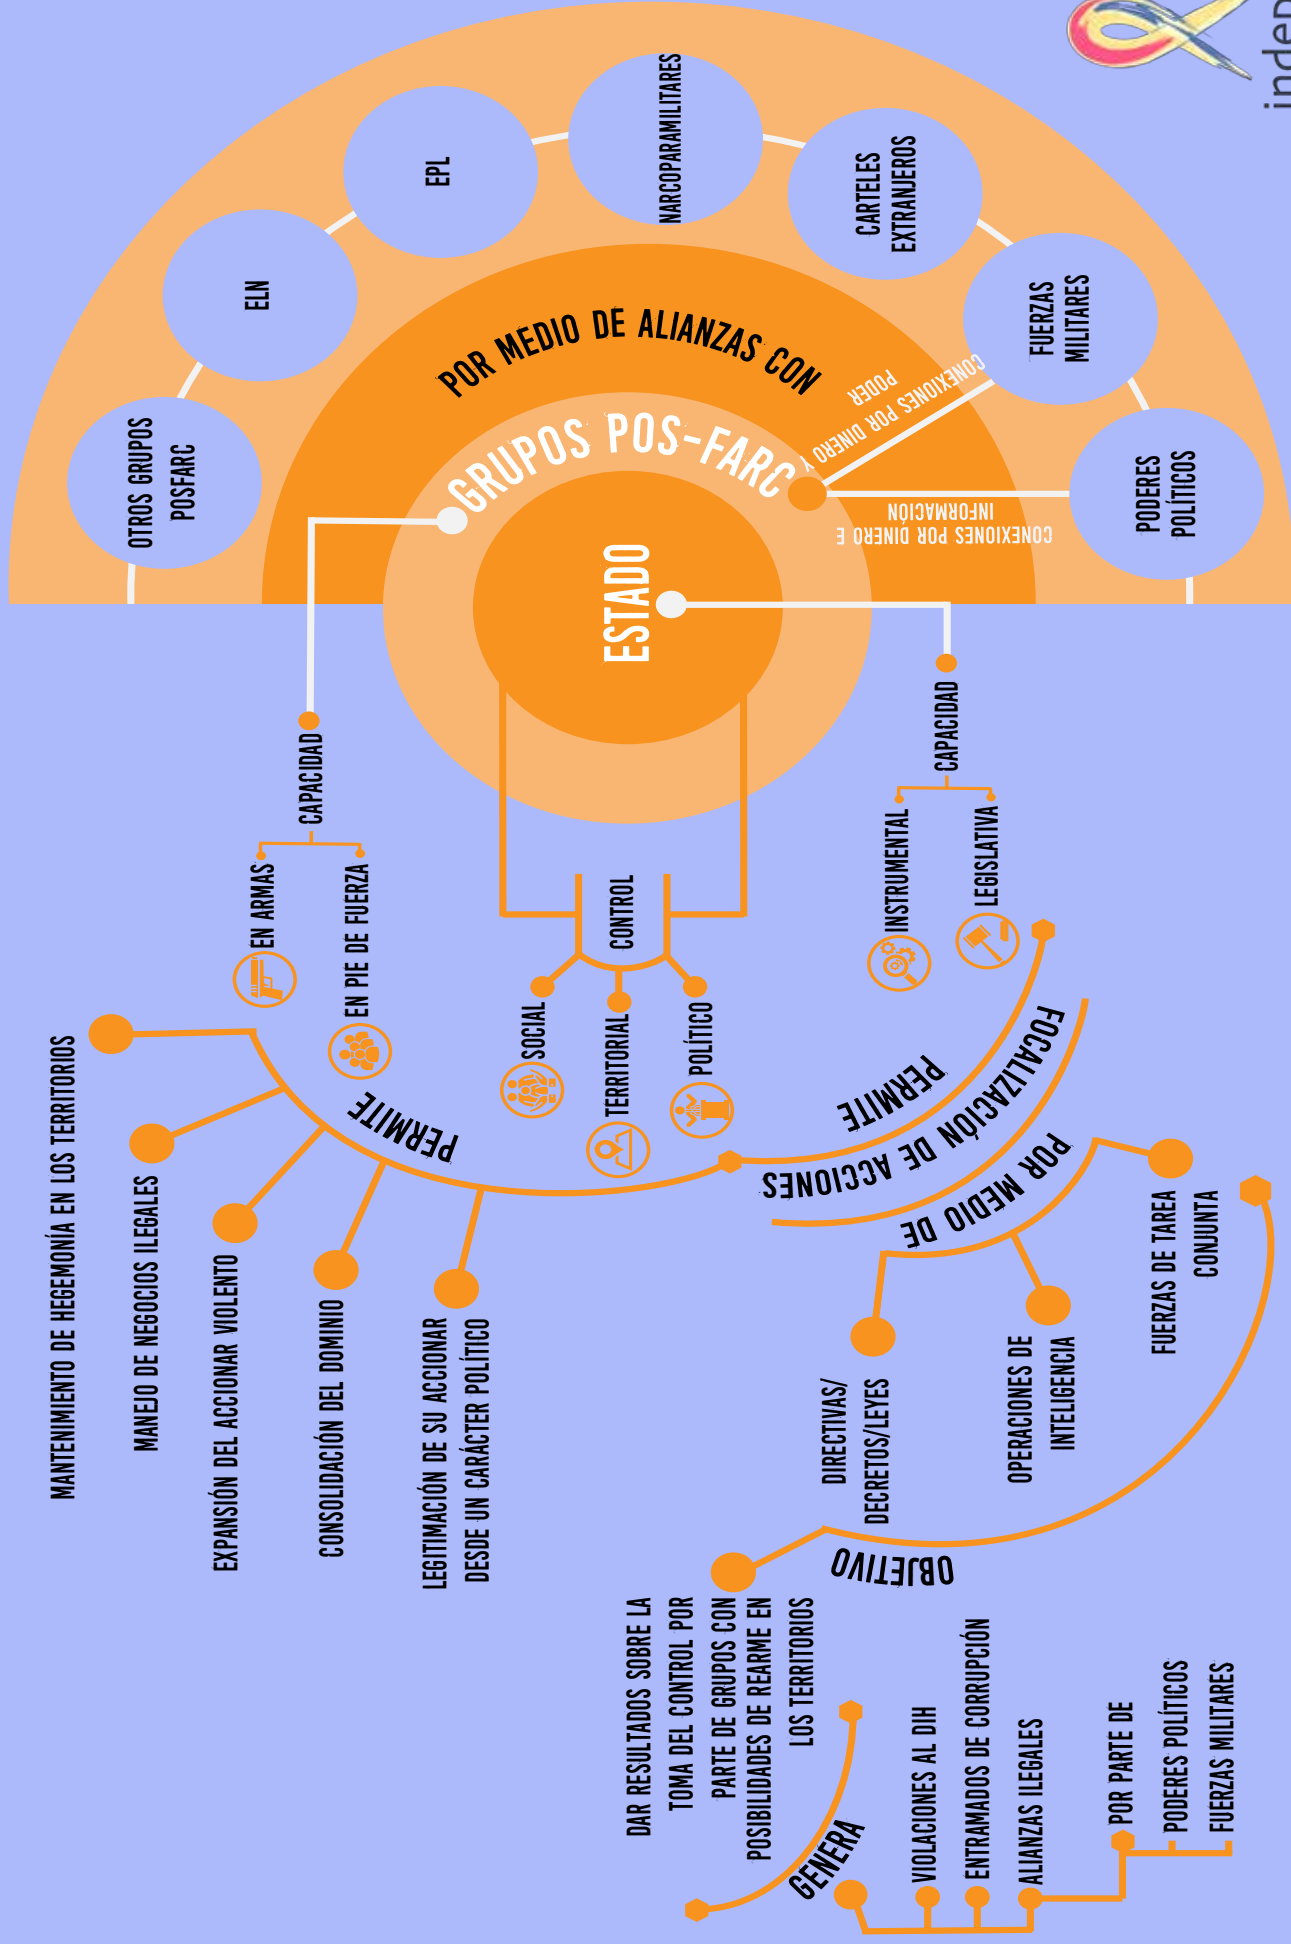 MANTENIMIENTO DE HEGEMONÍA EN LOS TERRITORIOS
MANEJO DE NEGOCIOS ILEGALES
EXPANSIÓN DEL ACCIONAR VIOLENTO
CONSOLIDACIÓN DEL DOMINIO
LEGITIMACIÓN DE SU ACCIONAR
DESDE UN CARÁCTER POLÍTICO
PERMITE
EN ARMAS
EN PIE DE FUERZA
CAPACIDAD
SOCIAL
TERRITORIAL
POLÍTICO
CONTROL
ESTADO
GRUPOS POS-FARC
POR MEDIO DE ALIANZAS CON
OTROS GRUPOS
POSFARC
ELN
EPL
NARCOPARAMILITARES
CARTELES
EXTRANJEROS
FUERZAS
MILITARES
PODERES
POLÍTICOS
CONEXIONES POR DINERO Y
PODER
CONEXIONES POR DINERO E
INFORMACIÓN
CAPACIDAD
INSTRUMENTAL
LEGISLATIVA
PERMITE
FOCALIZACIÓN DE ACCIONES
POR MEDIO DE
DIRECTIVAS/
DECRETOS/LEYES
OPERACIONES DE
INTELIGENCIA
FUERZAS DE TAREA
CONJUNTA
OBJETIVO
DAR RESULTADOS SOBRE LA
TOMA DEL CONTROL POR
PARTE DE GRUPOS CON
POSIBILIDADES DE REARME EN
LOS TERRITORIOS
GENERA
VIOLACIONES AL DIH
ENTRAMADOS DE CORRUPCIÓN
ALIANZAS ILEGALES
POR PARTE DE
PODERES POLÍTICOS
FUERZAS MILITARES